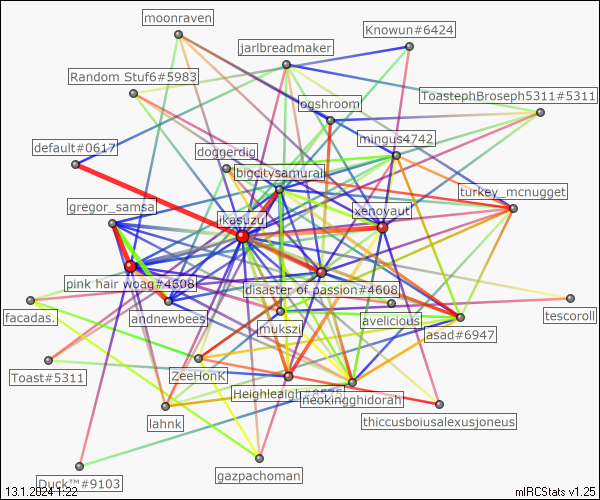 moonraven
Knowun#6424
jarlbreadmaker
Random Stuf6#5983
ToastephBroseph5311#5311
ogshroom
mingus4742
default#0617
doggerdig
bigcitysamurai
turkey_mcnugget
gregor_samsa
xenoyaut
ikasuzu
pink hair woag#4608
disaster of passion#4608
facadas.
andnewbees
mukszi
avelicious
asad#6947
tescoroll
Toast#5311
ZeeHonK
Heighleaigh#8525
neokingghidorah
lahnk
thiccusboiusalexusjoneus
Duck™#9103
gazpachoman
13.1.2024 1:22
mIRCStats v1.25